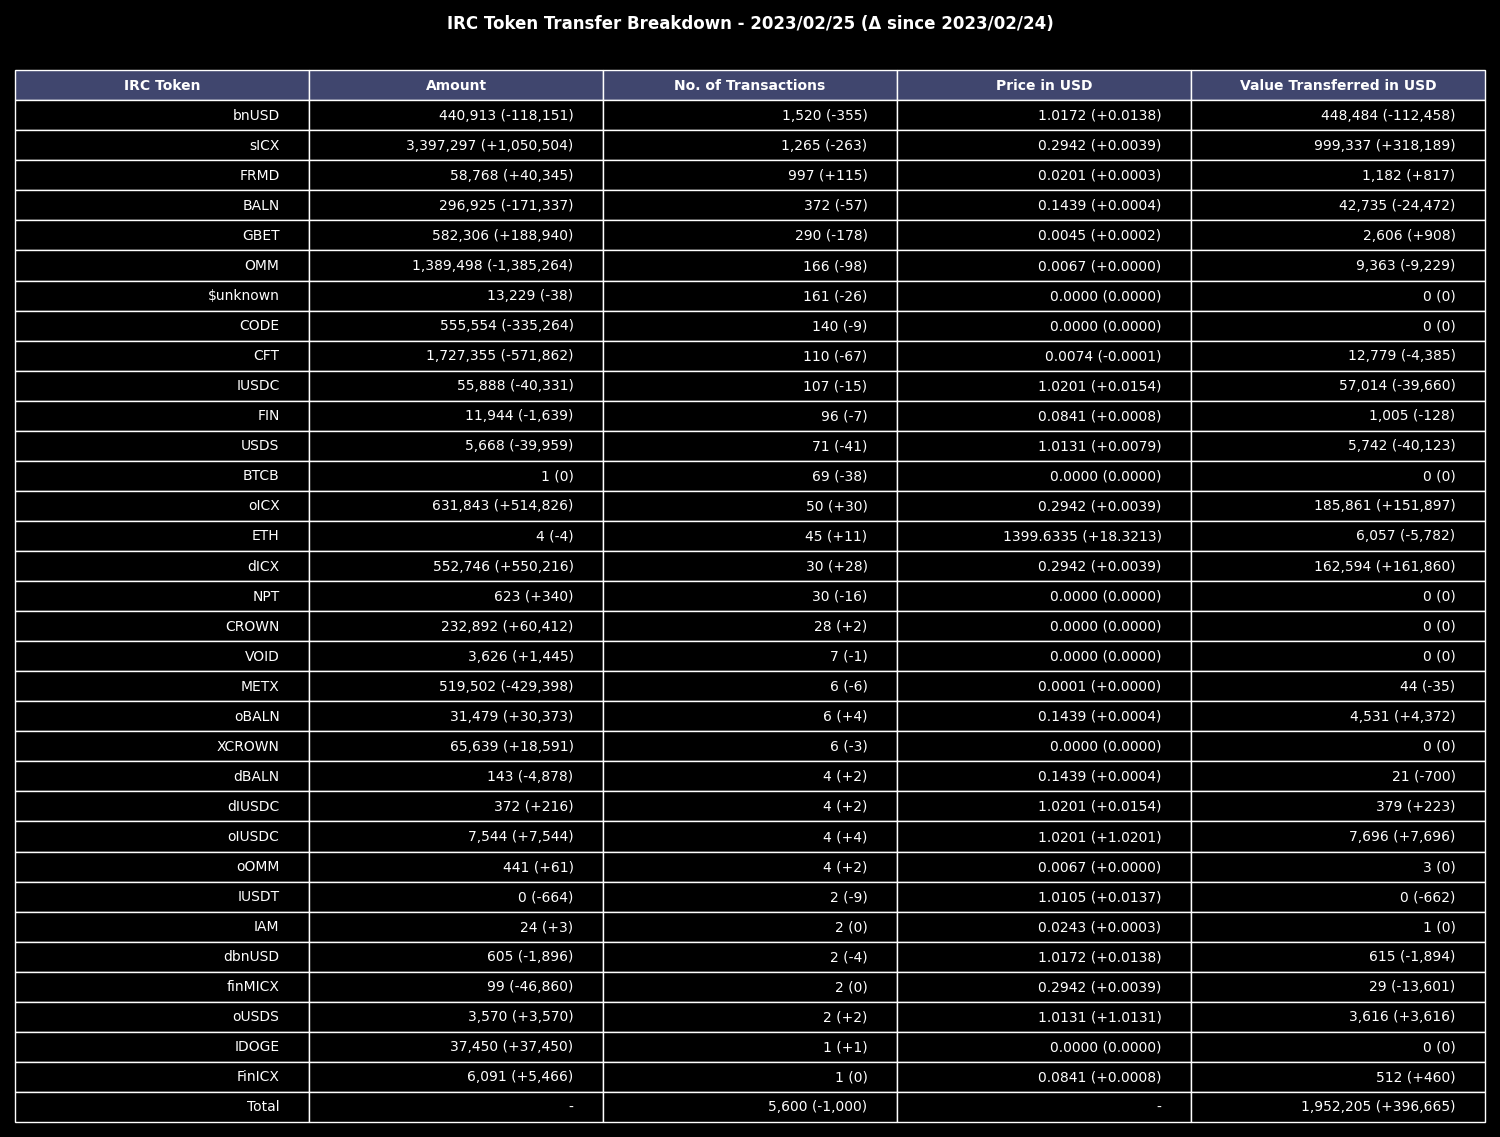 IRC Token Transfer Breakdown - 2023/02/25 (Δ since 2023/02/24)
IRC Token Amount No. of Transactions Price in USD Value Transferred in USD
bnUSD 440,913 (-118,151) 1,520 (-355) 1.0172 (+0.0138) 448,484 (-112,458)
sICX 3,397,297 (+1,050,504) 1,265 (-263) 0.2942 (+0.0039) 999,337 (+318,189)
FRMD 58,768 (+40,345) 997 (+115) 0.0201 (+0.0003) 1,182 (+817)
BALN 296,925 (-171,337) 372 (-57) 0.1439 (+0.0004) 42,735 (-24,472)
GBET 582,306 (+188,940) 290 (-178) 0.0045 (+0.0002) 2,606 (+908)
OMM 1,389,498 (-1,385,264) 166 (-98) 0.0067 (+0.0000) 9,363 (-9,229)
$unknown 13,229 (-38) 161 (-26) 0.0000 (0.0000) 0 (0)
CODE 555,554 (-335,264) 140 (-9) 0.0000 (0.0000) 0 (0)
CFT 1,727,355 (-571,862) 110 (-67) 0.0074 (-0.0001) 12,779 (-4,385)
IUSDC 55,888 (-40,331) 107 (-15) 1.0201 (+0.0154) 57,014 (-39,660)
FIN 11,944 (-1,639) 96 (-7) 0.0841 (+0.0008) 1,005 (-128)
USDS 5,668 (-39,959) 71 (-41) 1.0131 (+0.0079) 5,742 (-40,123)
BTCB 1 (0) 69 (-38) 0.0000 (0.0000) 0 (0)
oICX 631,843 (+514,826) 50 (+30) 0.2942 (+0.0039) 185,861 (+151,897)
ETH 4 (-4) 45 (+11) 1399.6335 (+18.3213) 6,057 (-5,782)
dICX 552,746 (+550,216) 30 (+28) 0.2942 (+0.0039) 162,594 (+161,860)
NPT 623 (+340) 30 (-16) 0.0000 (0.0000) 0 (0)
CROWN 232,892 (+60,412) 28 (+2) 0.0000 (0.0000) 0 (0)
VOID 3,626 (+1,445) 7 (-1) 0.0000 (0.0000) 0 (0)
METX 519,502 (-429,398) 6 (-6) 0.0001 (+0.0000) 44 (-35)
oBALN 31,479 (+30,373) 6 (+4) 0.1439 (+0.0004) 4,531 (+4,372)
XCROWN 65,639 (+18,591) 6 (-3) 0.0000 (0.0000) 0 (0)
dBALN 143 (-4,878) 4 (+2) 0.1439 (+0.0004) 21 (-700)
dIUSDC 372 (+216) 4 (+2) 1.0201 (+0.0154) 379 (+223)
oIUSDC 7,544 (+7,544) 4 (+4) 1.0201 (+1.0201) 7,696 (+7,696)
oOMM 441 (+61) 4 (+2) 0.0067 (+0.0000) 3 (0)
IUSDT 0 (-664) 2 (-9) 1.0105 (+0.0137) 0 (-662)
IAM 24 (+3) 2 (0) 0.0243 (+0.0003) 1 (0)
dbnUSD 605 (-1,896) 2 (-4) 1.0172 (+0.0138) 615 (-1,894)
finMICX 99 (-46,860) 2 (0) 0.2942 (+0.0039) 29 (-13,601)
oUSDS 3,570 (+3,570) 2 (+2) 1.0131 (+1.0131) 3,616 (+3,616)
IDOGE 37,450 (+37,450) 1 (+1) 0.0000 (0.0000) 0 (0)
FinICX 6,091 (+5,466) 1 (0) 0.0841 (+0.0008) 512 (+460)
Total - 5,600 (-1,000) - 1,952,205 (+396,665)